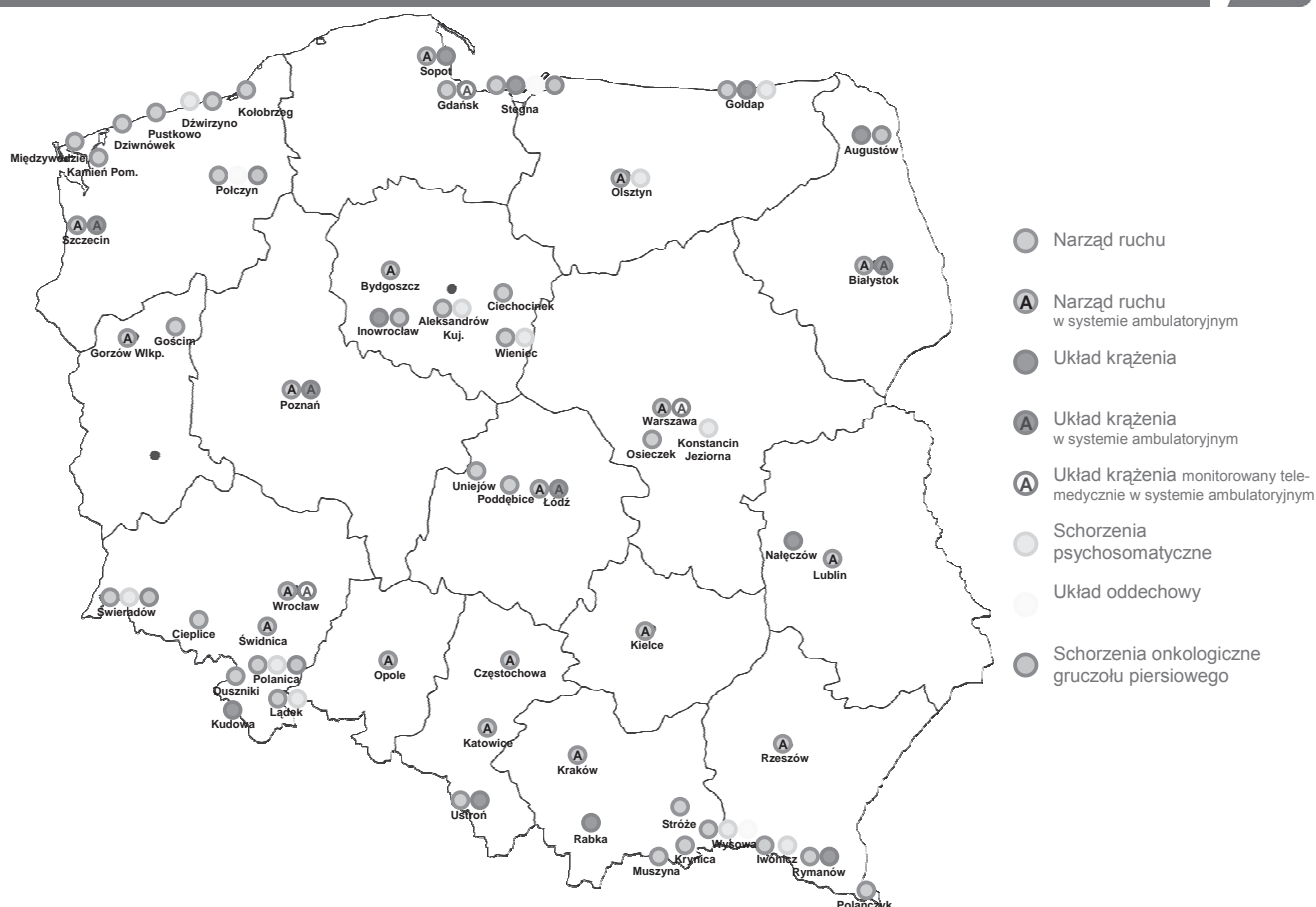 A
Sopot
A
Gdańsk
Stegna
Gołdap
Kołobrzeg
Dźwirzyno
Pustkowo
Dziwnówek
Międzywodzie
Kamień Pom.
Połczyn
Augustów
A
Olsztyn
A A
Szczecin
A
Bydgoszcz
A A
Białystok
Ciechocinek
Inowrocław
Aleksandrów
Kuj.
Wieniec
Gościm
A
Gorzów Wlkp.
A A
Poznań
A A
Warszawa
Konstancin
Jeziorna
Osieczek
Uniejów
Poddębice
A A
Łódź
Nałęczów
A
Lublin
Świeradów
A A
Wrocław
Cieplice
A
Świdnica
A
Kielce
Polanica
Duszniki
A
Opole
A
Częstochowa
Lądek
Kudowa
A
Katowice
A
Kraków
A
Rzeszów
Ustroń
Rabka
Stróże
Wysowa
Krynica
Muszyna
Iwonicz
Rymanów
Polańczyk
Narząd ruchu
A Narząd ruchu
w systemie ambulatoryjnym
Układ krążenia
A Układ krążenia
w systemie ambulatoryjnym
A Układ krążenia monitorowany tele-
medycznie w systemie ambulatoryjnym
Schorzenia
psychosomatyczne
Układ oddechowy
Schorzenia onkologiczne
gruczołu piersiowego